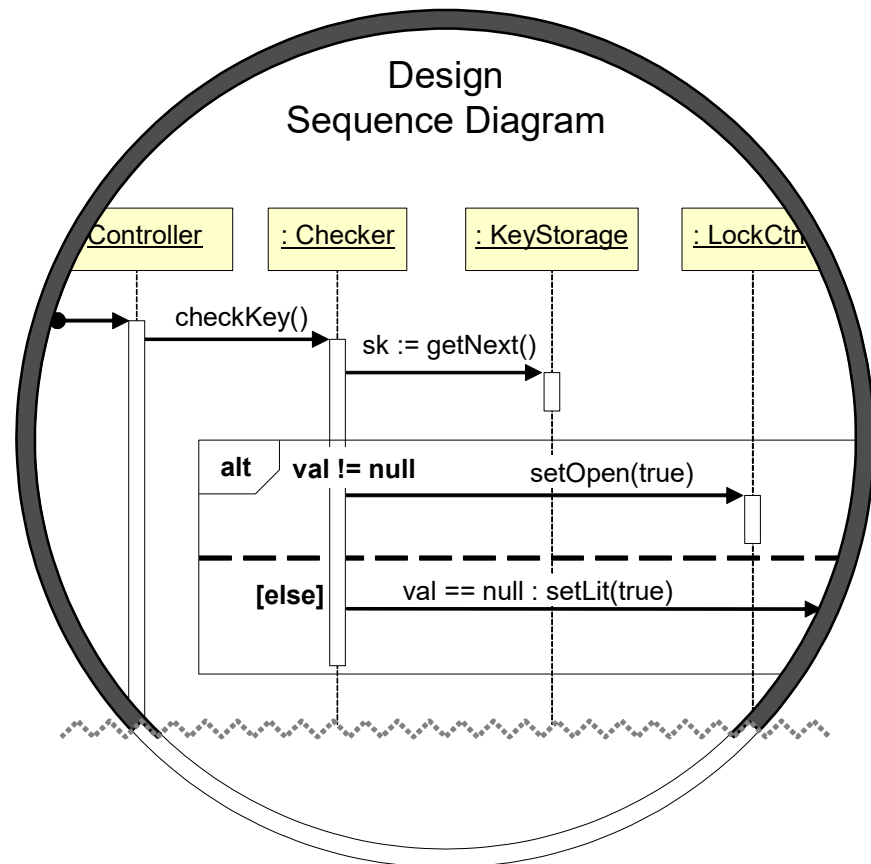 Design
Sequence Diagram
Controller
: Checker
: KeyStorage
: LockCtr
checkKey()
sk := getNext()
alt
val != null
setOpen(true)
[else]
val == null : setLit(true)